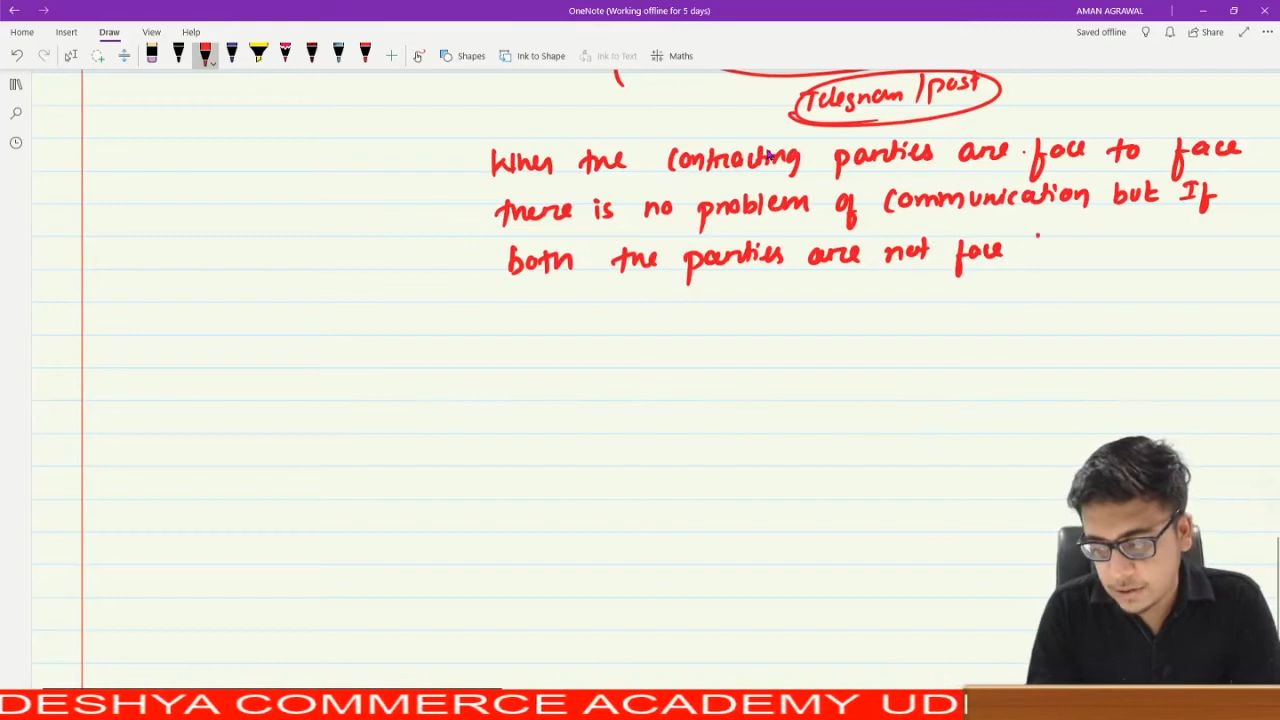 OneNote (Working offline for 5 days)
AMAN AGRAWAL
Home Insert Draw View Help
Saved offline
Share
Shapes
Ink to Shape
Ink to Text
Maths
Telegram / post
When the contracting parties are face to face
there is no problem of communication but If
both the parties are not face
DESHYA COMMERCE ACADEMY UD